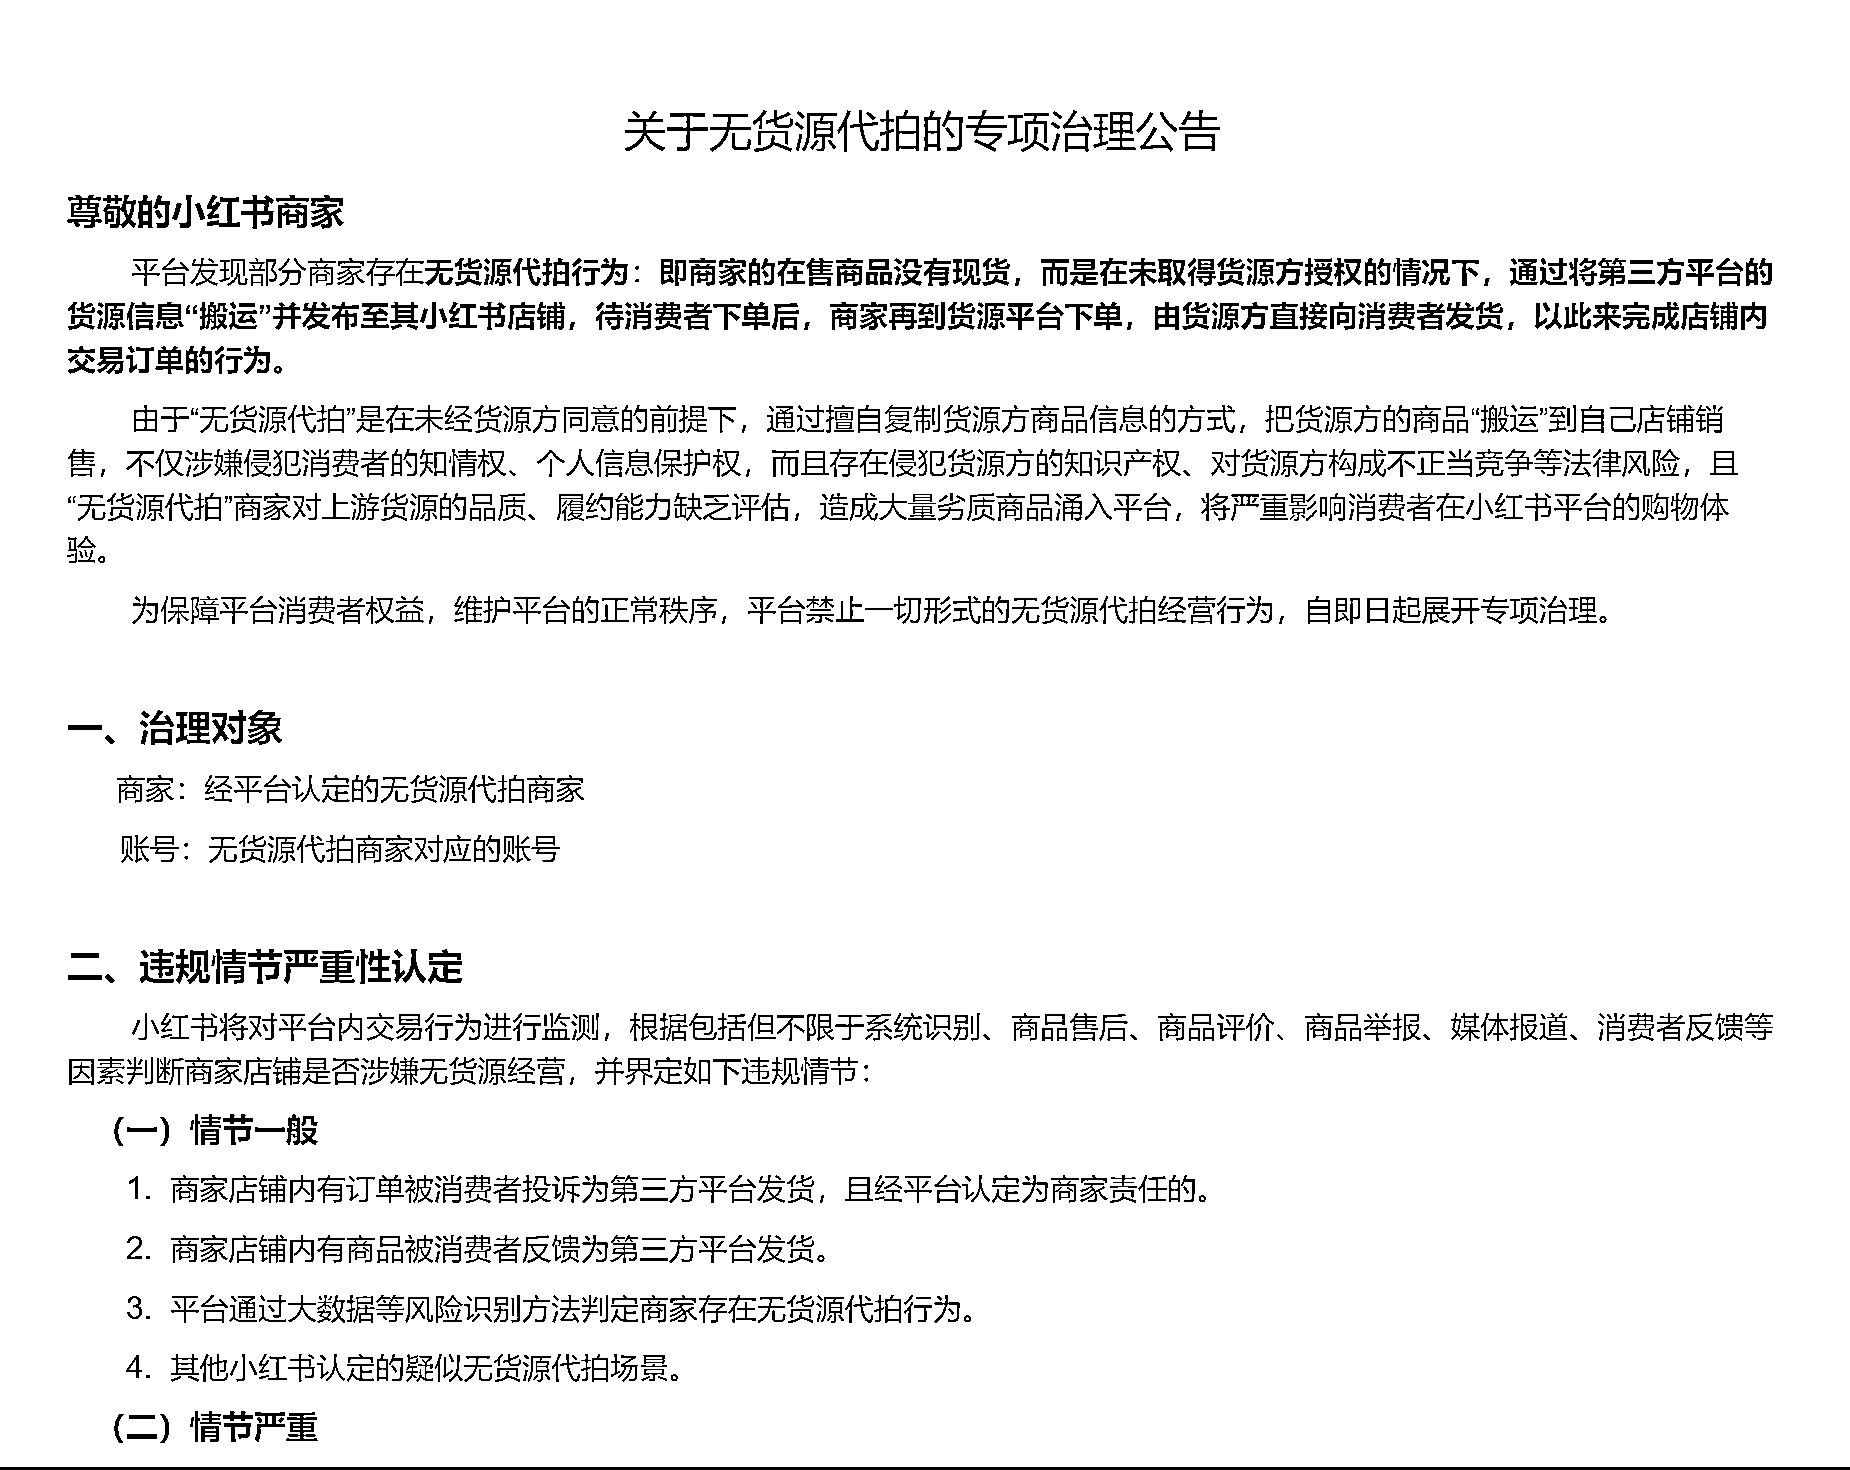 关于无货源代拍的专项治理公告
尊敬的小红书商家
平台发现部分商家存在无货源代拍行为：即商家的在售商品没有现货，而是在未取得货源方授权的情况下，通过将第三方平台的
货源信息“搬运”并发布至其小红书店铺，待消费者下单后，商家再到货源平台下单，由货源方直接向消费者发货，以此来完成店铺内
交易订单的行为。
由于“无货源代拍”是在未经货源方同意的前提下，通过擅自复制货源方商品信息的方式，把货源方的商品“搬运”到自己店铺销
售，不仅涉嫌侵犯消费者的知情权、个人信息保护权，而且存在侵犯货源方的知识产权、对货源方构成不正当竞争等法律风险，且
“无货源代拍”商家对上游货源的品质、履约能力缺乏评估，造成大量劣质商品涌入平台，将严重影响消费者在小红书平台的购物体
验。
为保障平台消费者权益，维护平台的正常秩序，平台禁止一切形式的无货源代拍经营行为，自即日起展开专项治理。
一、治理对象
商家：经平台认定的无货源代拍商家
账号：无货源代拍商家对应的账号
二、违规情节严重性认定
小红书将对平台内交易行为进行监测，根据包括但不限于系统识别、商品售后、商品评价、商品举报、媒体报道、消费者反馈等
因素判断商家店铺是否涉嫌无货源经营，并界定如下违规情节：
（一）情节一般
1. 商家店铺内有订单被消费者投诉为第三方平台发货，且经平台认定为商家责任的。
2. 商家店铺内有商品被消费者反馈为第三方平台发货。
3. 平台通过大数据等风险识别方法判定商家存在无货源代拍行为。
4. 其他小红书认定的疑似无货源代拍场景。
（二）情节严重